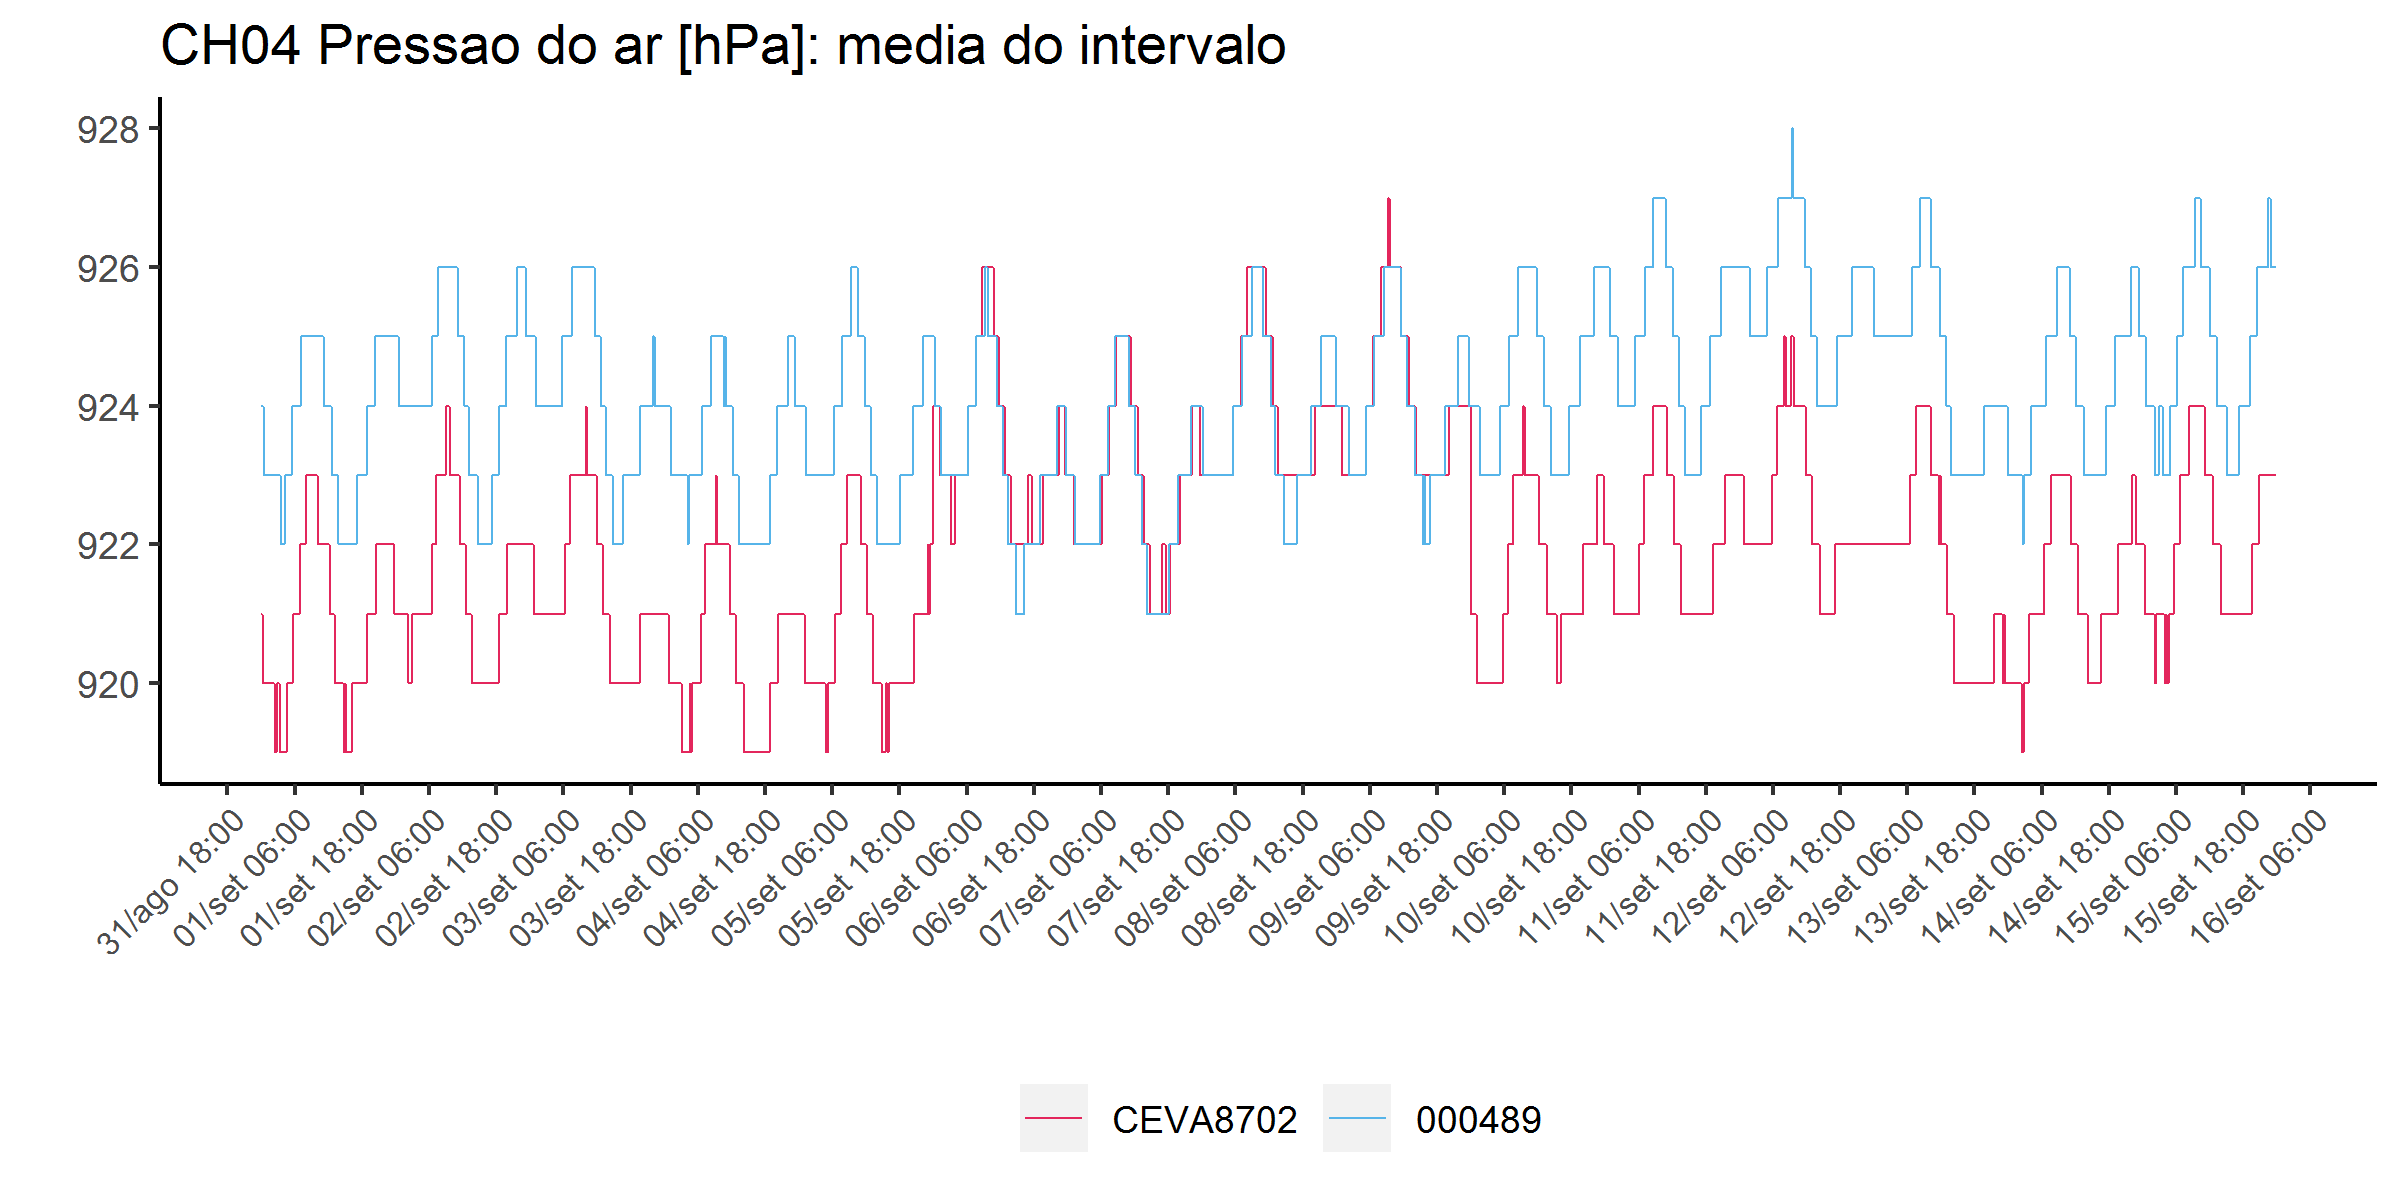 CH04 Pressao do ar [hPa]: media do intervalo
928
926
924
922
920
31/ago 18:00
01/set 06:00
01/set 18:00
02/set 06:00
02/set 18:00
03/set 06:00
03/set 18:00
04/set 06:00
04/set 18:00
05/set 06:00
05/set 18:00
06/set 06:00
06/set 18:00
07/set 06:00
07/set 18:00
08/set 06:00
08/set 18:00
09/set 06:00
09/set 18:00
10/set 06:00
10/set 18:00
11/set 06:00
11/set 18:00
12/set 06:00
12/set 18:00
13/set 06:00
13/set 18:00
14/set 06:00
14/set 18:00
15/set 06:00
15/set 18:00
16/set 06:00
CEVA8702 000489